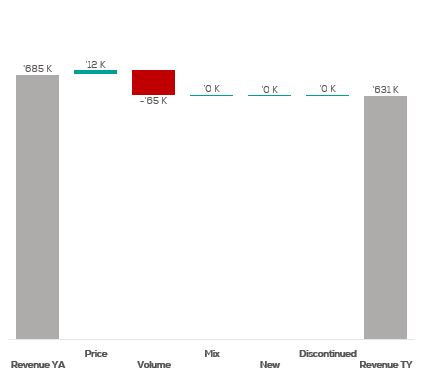 '685 K
'12 K
-'65 K
'0 K
'0 K
'0 K
'631 K
Revenue YA
Price
Volume
Mix
New
Discontinued
Revenue TY